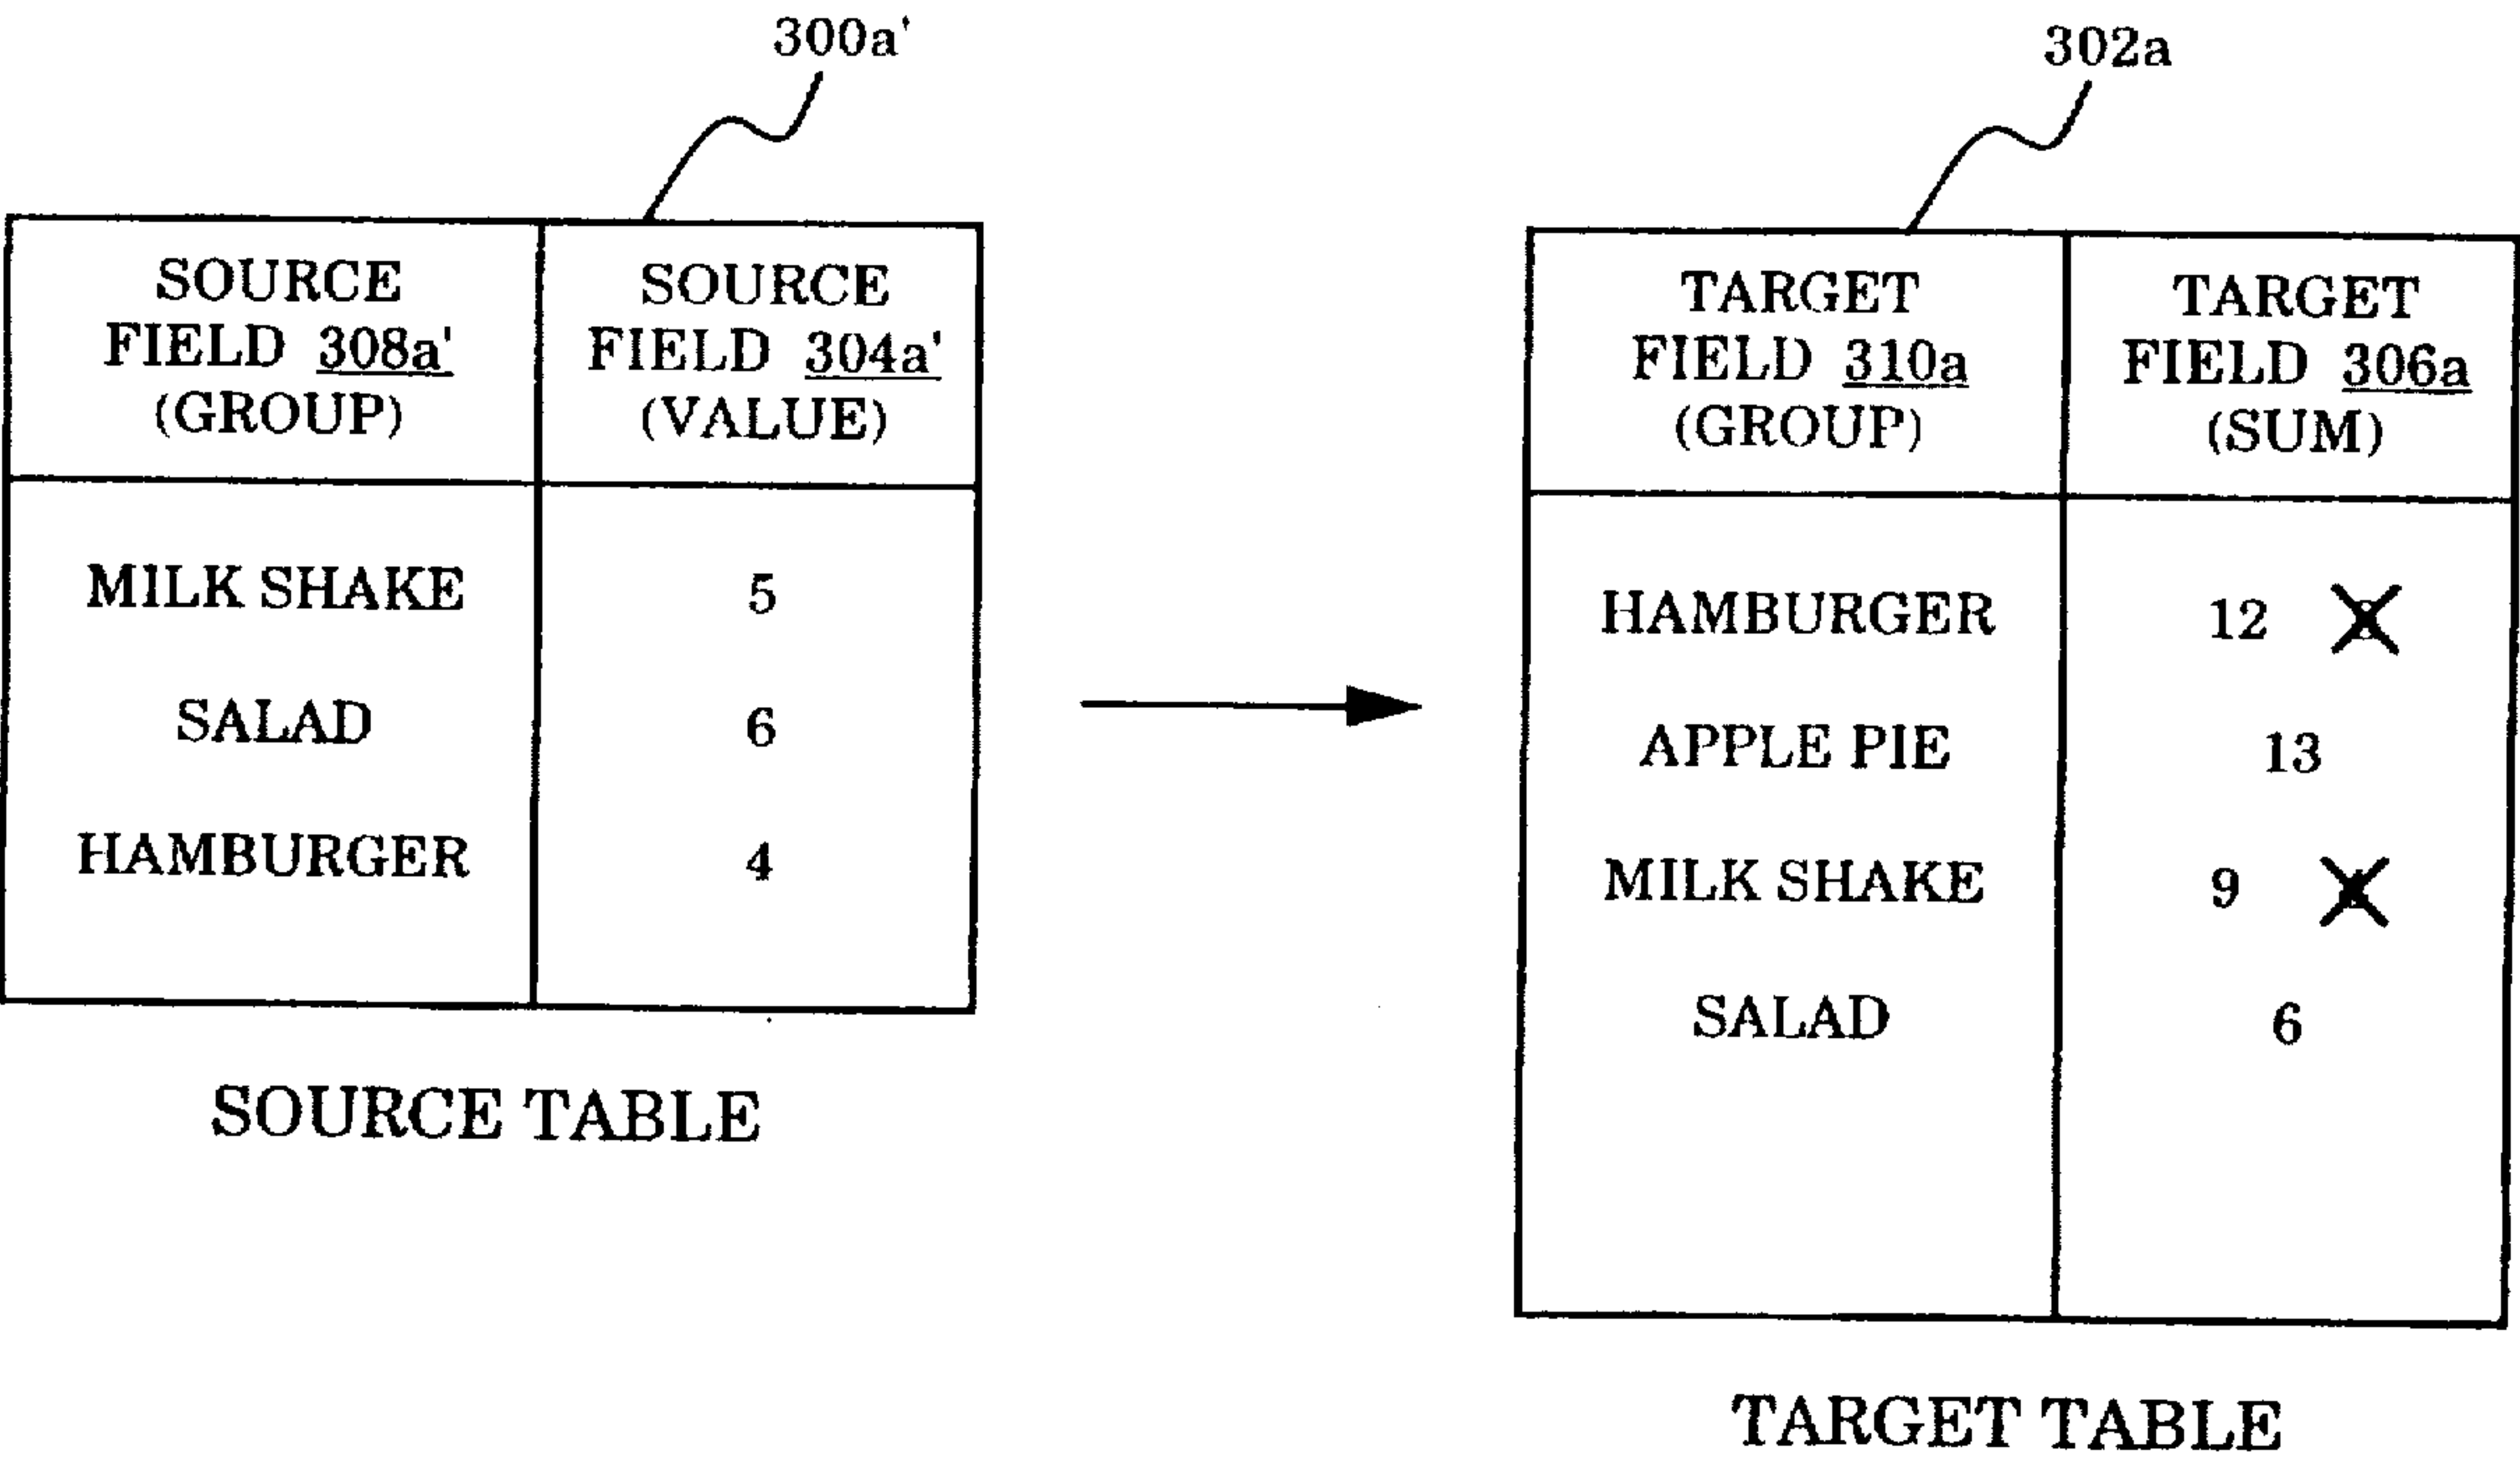 300a'
302a
SOURCE
FIELD 308a'
(GROUP)
SOURCE
FIELD 304a'
(VALUE)
MILK SHAKE 5
SALAD 6
HAMBURGER 4
SOURCE TABLE
TARGET
FIELD 310a
(GROUP)
TARGET
FIELD 306a
(SUM)
HAMBURGER 12
APPLE PIE 13
MILK SHAKE 9
SALAD 6
TARGET TABLE